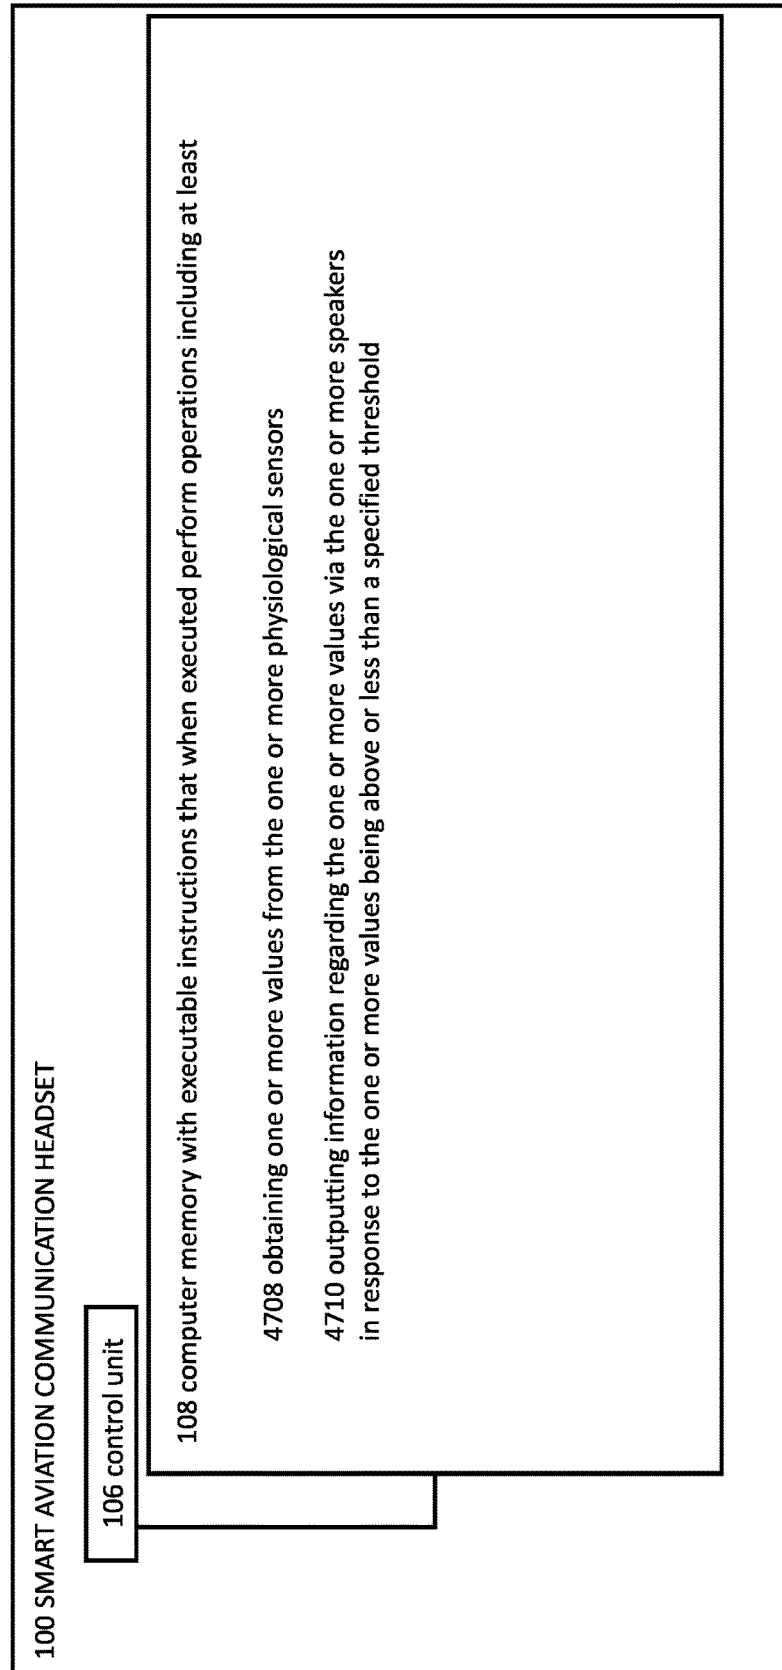 100 SMART AVIATION COMMUNICATION HEADSET
106 control unit
108 computer memory with executable instructions that when executed perform operations including at least
4708 obtaining one or more values from the one or more physiological sensors
4710 outputting information regarding the one or more values via the one or more speakers
in response to the one or more values being above or less than a specified threshold